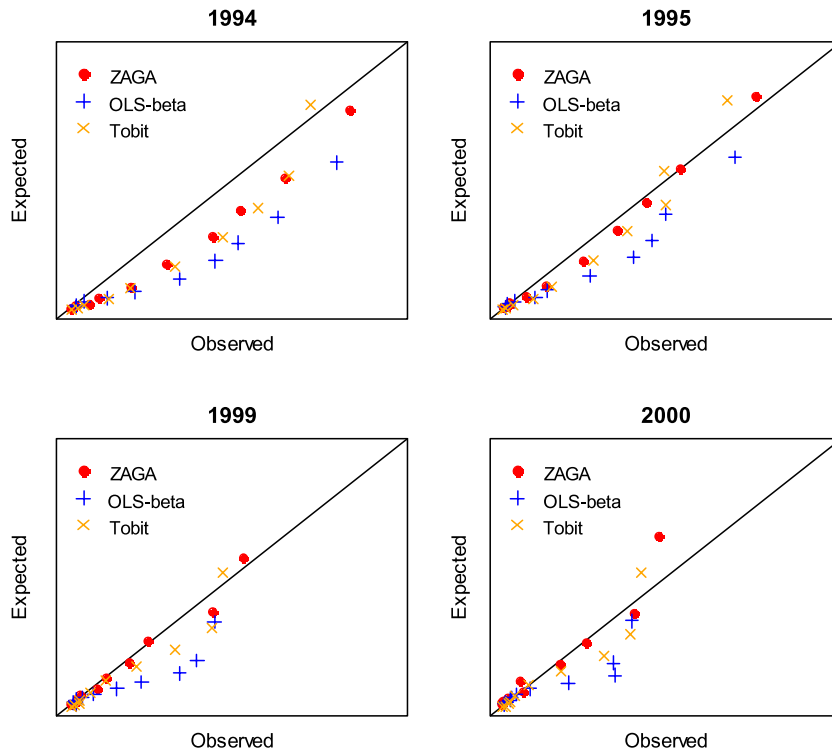 1994
ZAGA
OLS-beta
Tobit
Expected
Observed
1995
ZAGA
OLS-beta
Tobit
Expected
Observed
1999
ZAGA
OLS-beta
Tobit
Expected
Observed
2000
ZAGA
OLS-beta
Tobit
Expected
Observed